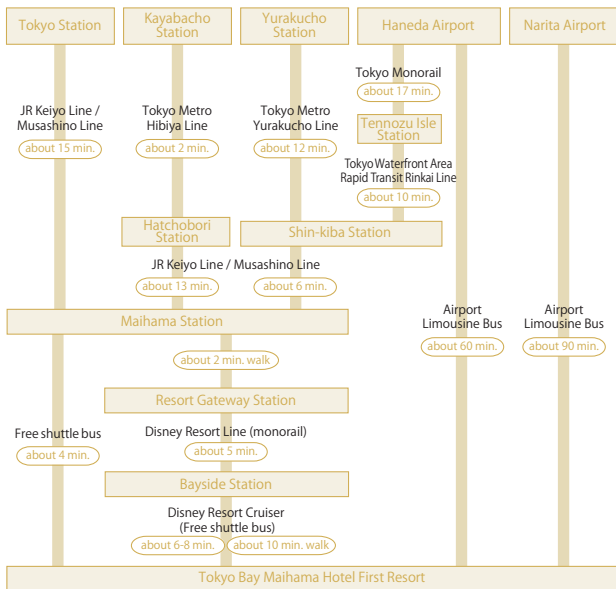 Tokyo Station
Kayabacho
Station
Yurakucho
Station
Haneda Airport
Narita Airport
Tokyo Monorail
about 17 min.
JR Keiyo Line /
Musashino Line
about 15 min.
Tokyo Metro
Hibiya Line
about 2 min.
Tokyo Metro
Yurakucho Line
about 12 min.
Tennozu Isle
Station
Tokyo Waterfront Area
Rapid Transit Rinkai Line
about 10 min.
Hatchobori
Station
Shin-kiba Station
JR Keiyo Line / Musashino Line
about 13 min.
about 6 min.
Maihama Station
Airport
Limousine Bus
about 60 min.
Airport
Limousine Bus
about 90 min.
about 2 min. walk
Resort Gateway Station
Free shuttle bus
about 4 min.
Disney Resort Line (monorail)
about 5 min.
Bayside Station
Disney Resort Cruiser
(Free shuttle bus)
about 6-8 min.
about 10 min. walk
Tokyo Bay Maihama Hotel First Resort